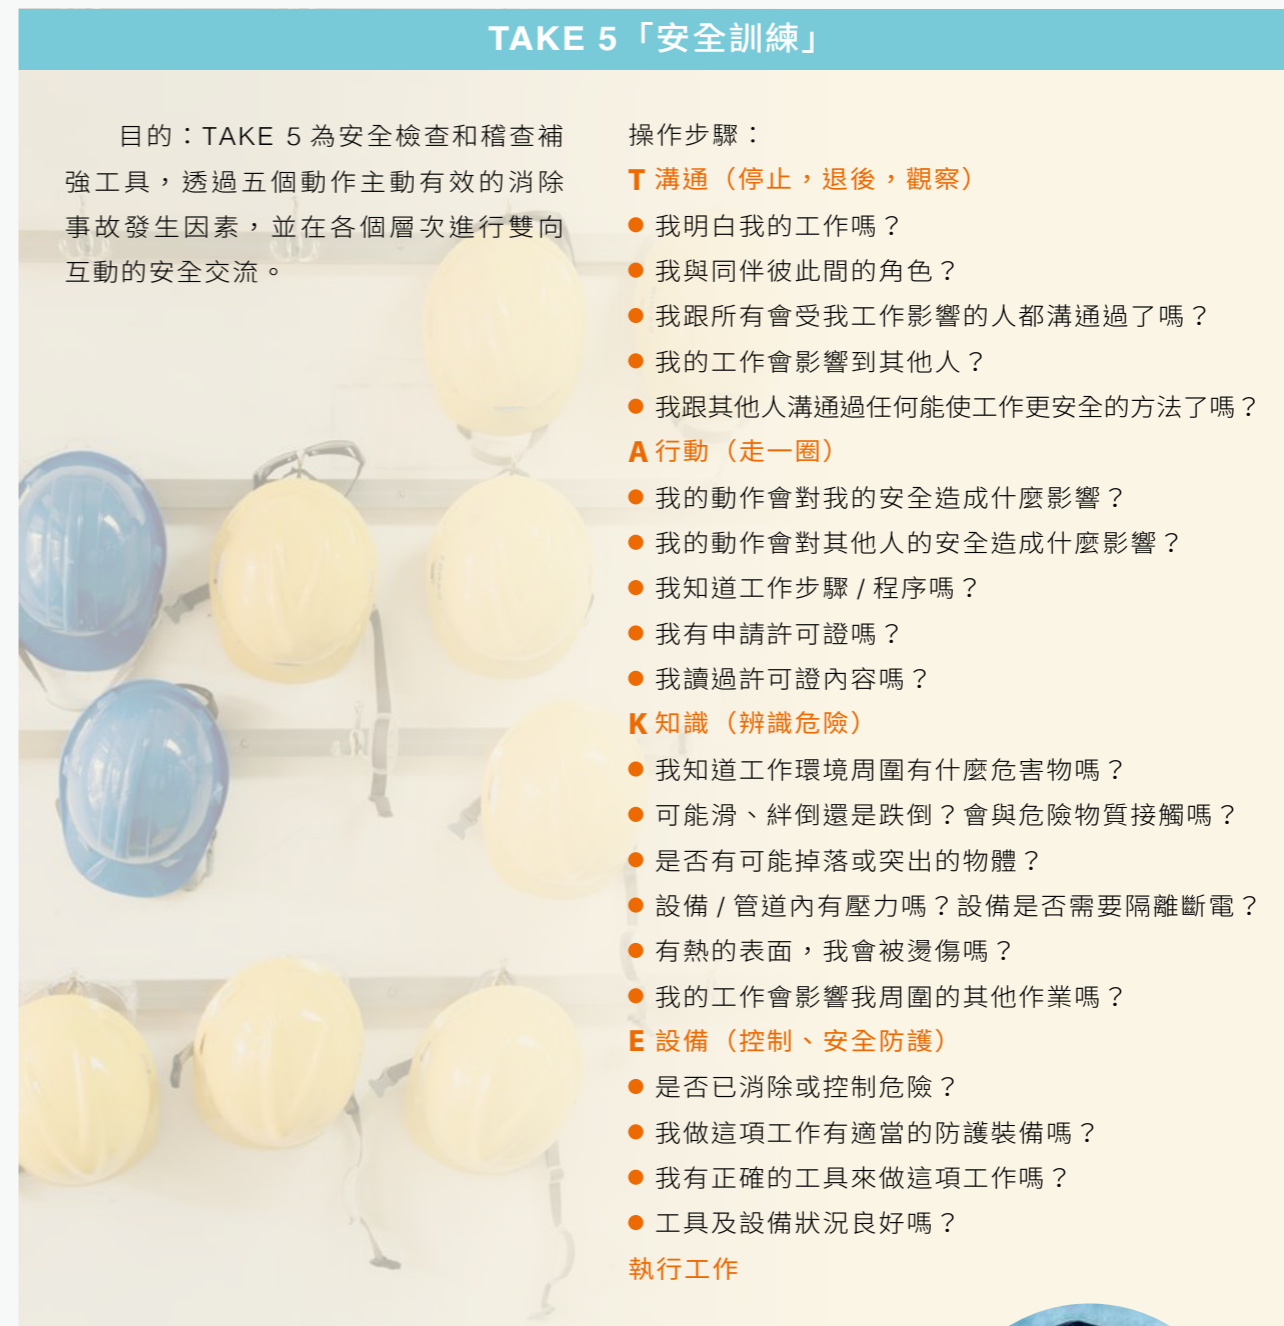 TAKE 5「安全訓練」
目的：TAKE 5 為安全檢查和稽查補
強工具，透過五個動作主動有效的消除
事故發生因素，並在各個層次進行雙向
互動的安全交流。
操作步驟：
T 溝通（停止，退後，觀察）
● 我明白我的工作嗎？
● 我與同伴彼此間的角色？
● 我跟所有會受我工作影響的人都溝通過了嗎？
● 我的工作會影響到其他人？
● 我跟其他人溝通過任何能使工作更安全的方法了嗎？
A 行動（走一圈）
● 我的動作會對我的安全造成什麼影響？
● 我的動作會對其他人的安全造成什麼影響？
● 我知道工作步驟 / 程序嗎？
● 我有申請許可證嗎？
● 我讀過許可證內容嗎？
K 知識（辨識危險）
● 我知道工作環境周圍有什麼危害物嗎？
● 可能滑、絆倒還是跌倒？會與危險物質接觸嗎？
● 是否有可能掉落或突出的物體？
● 設備 / 管道內有壓力嗎？設備是否需要隔離斷電？
● 有熱的表面，我會被燙傷嗎？
● 我的工作會影響我周圍的其他作業嗎？
E 設備（控制、安全防護）
● 是否已消除或控制危險？
● 我做這項工作有適當的防護裝備嗎？
● 我有正確的工具來做這項工作嗎？
● 工具及設備狀況良好嗎？
執行工作